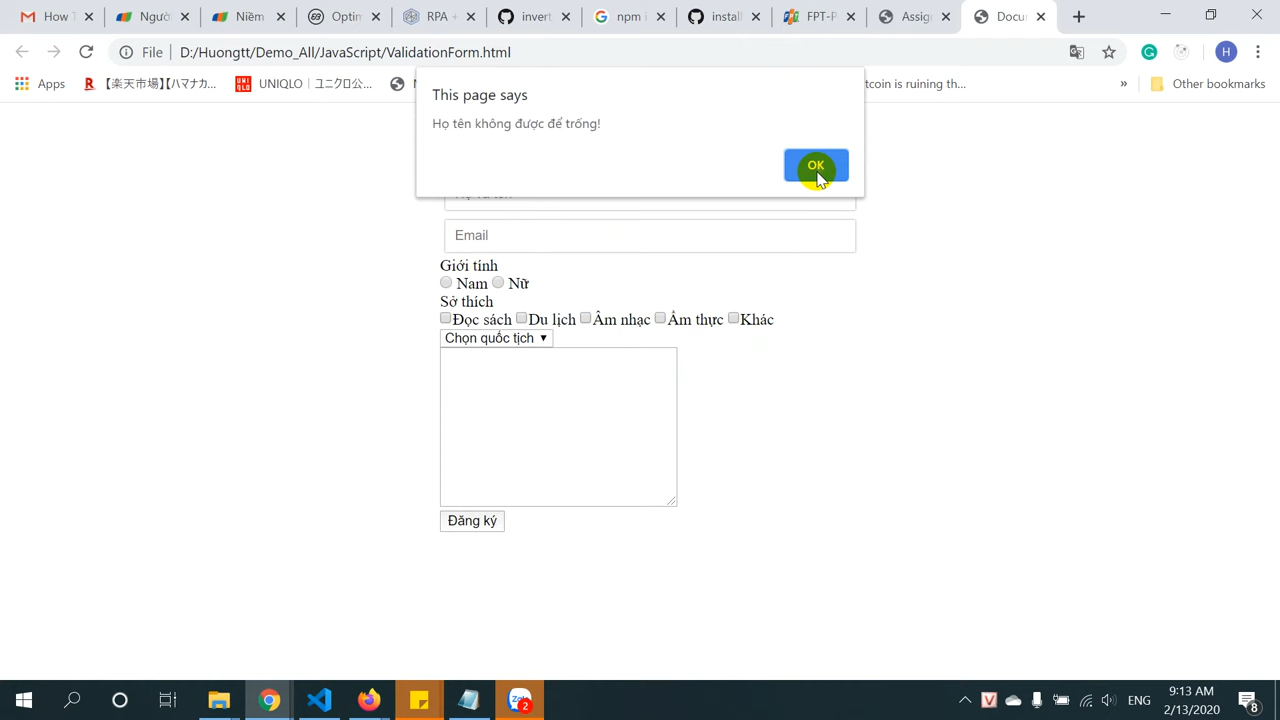 How T
Người
Niềm
Optim
RPA +
invert
npm i
install
FPT-P
Assig
Docu
File
D:/Huongtt/Demo_All/JavaScript/ValidationForm.html
H
Apps
【楽天市場】【ハマナカ...
UNIQLO｜ユニクロ公...
tcoin is ruining th...
»
Other bookmarks
This page says
Họ tên không được để trống!
OK
Email
Giới tính
Nam
Nữ
Sở thích
Đọc sách
Du lịch
Âm nhạc
Ẩm thực
Khác
Chọn quốc tịch
Đăng ký
2
ENG
9:13 AM
2/13/2020
8